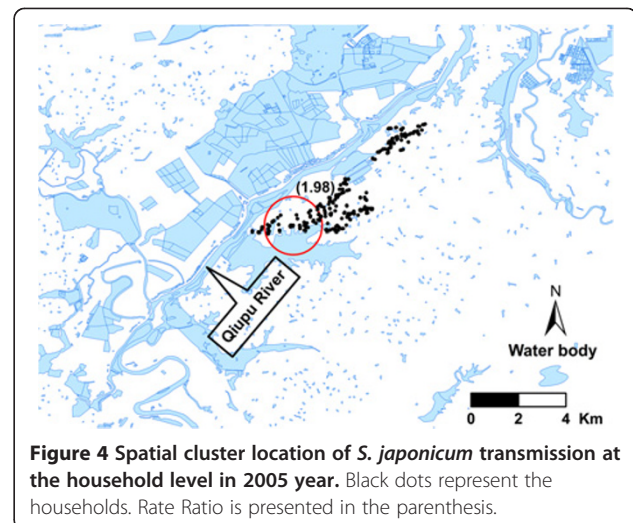 (1.98)
Qiupu River
N
Water body
0 2 4 Km
Figure 4 Spatial cluster location of S. japonicum transmission at
the household level in 2005 year. Black dots represent the
households. Rate Ratio is presented in the parenthesis.